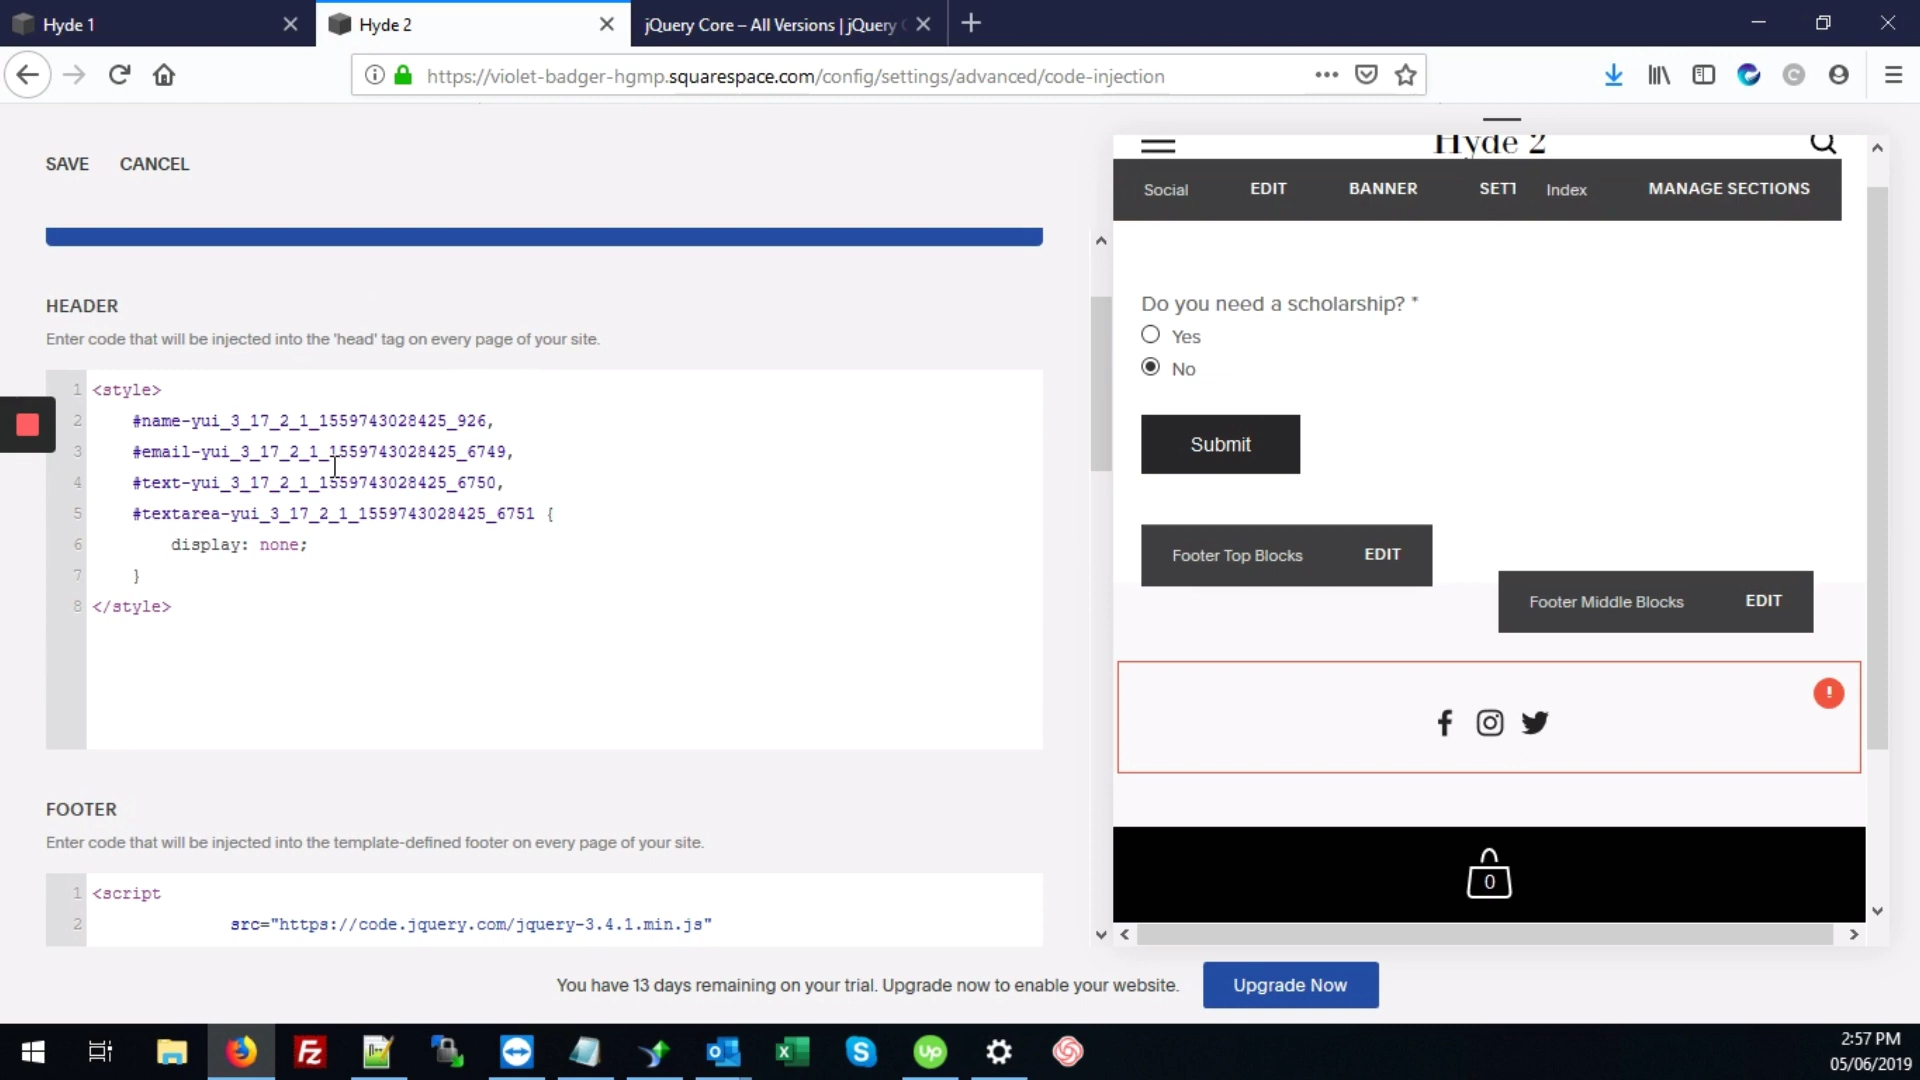 Hyde 1
Hyde 2
jQuery Core – All Versions | jQuery
https://violet-badger-hgmp.squarespace.com/config/settings/advanced/code-injection
SAVE CANCEL
HEADER
Enter code that will be injected into the 'head' tag on every page of your site.
1 <style>
2 #name-yui_3_17_2_1_1559743028425_926,
3 #email-yui_3_17_2_1_1559743028425_6749,
4 #text-yui_3_17_2_1_1559743028425_6750,
5 #textarea-yui_3_17_2_1_1559743028425_6751 {
6 display: none;
7 }
8 </style>
FOOTER
Enter code that will be injected into the template-defined footer on every page of your site.
1 <script
2 src="https://code.jquery.com/jquery-3.4.1.min.js"
Hyde 2
Social EDIT BANNER SETT Index MANAGE SECTIONS
Do you need a scholarship? *
Yes
No
Submit
Footer Top Blocks EDIT
Footer Middle Blocks EDIT
!
0
You have 13 days remaining on your trial. Upgrade now to enable your website. Upgrade Now
2:57 PM
05/06/2019